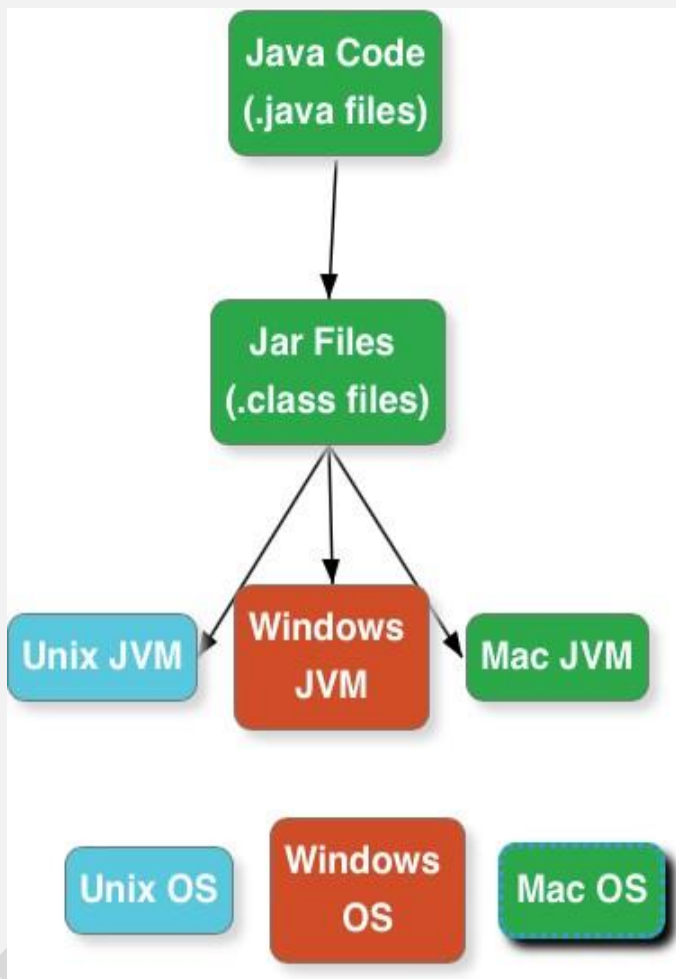 Java Code
(.java files)
Jar Files
(.class files)
Unix JVM
Windows
JVM
Mac JVM
Unix OS
Windows
OS
Mac OS